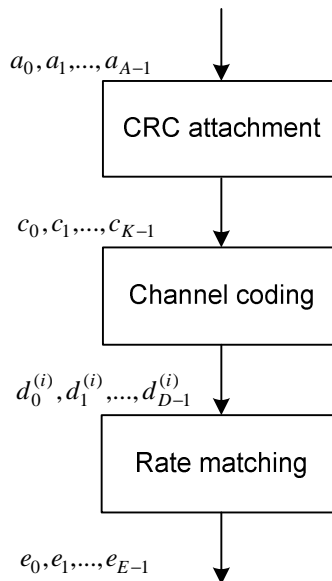 a_0, a_1,..., a_{A-1}
CRC attachment
c_0, c_1,..., c_{K-1}
Channel coding
d_0^{(i)}, d_1^{(i)},..., d_{D-1}^{(i)}
Rate matching
e_0, e_1,..., e_{E-1}